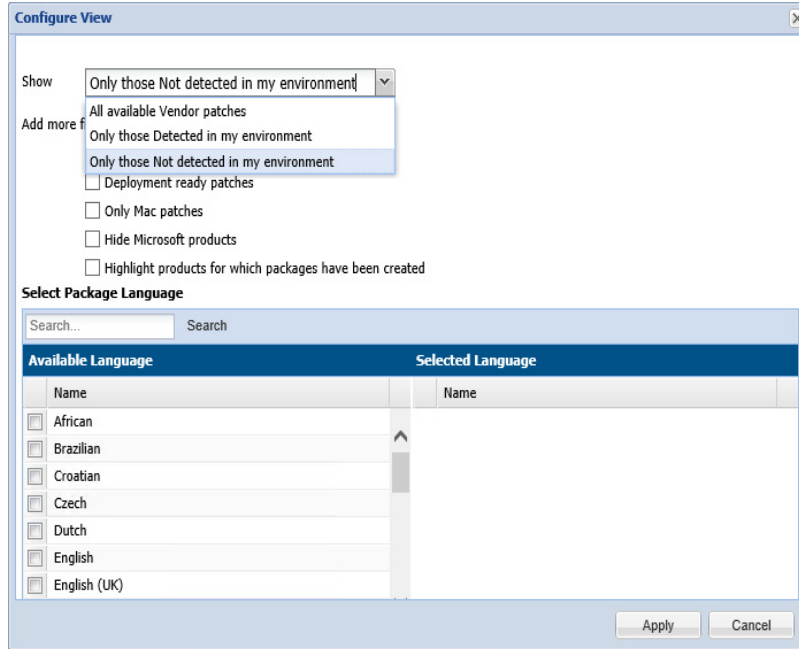 Configure View
Show Only those Not detected in my environment
All available Vendor patches
Add more f
Only those Detected in my environment
Only those Not detected in my environment
Deployment ready patches
Only Mac patches
Hide Microsoft products
Highlight products for which packages have been created
Select Package Language
Search... Search
Available Language Selected Language
Name Name
African
Brazilian
Croatian
Czech
Dutch
English
English (UK)
Apply Cancel